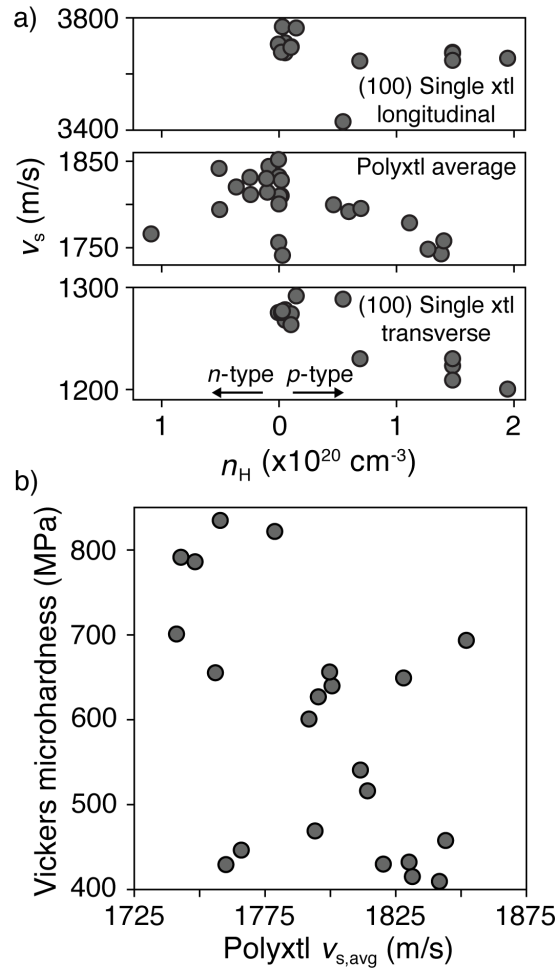 a)
3800
(100) Single xtl
longitudinal
3400
1850
Polyxtl average
vs (m/s)
1750
1300
(100) Single xtl
transverse
n-type p-type
1200
1 0 1 2
nH (x10²⁰ cm⁻³)
b)
Vickers microhardness (MPa)
800
700
600
500
400
1725 1775 1825 1875
Polyxtl vs,avg (m/s)